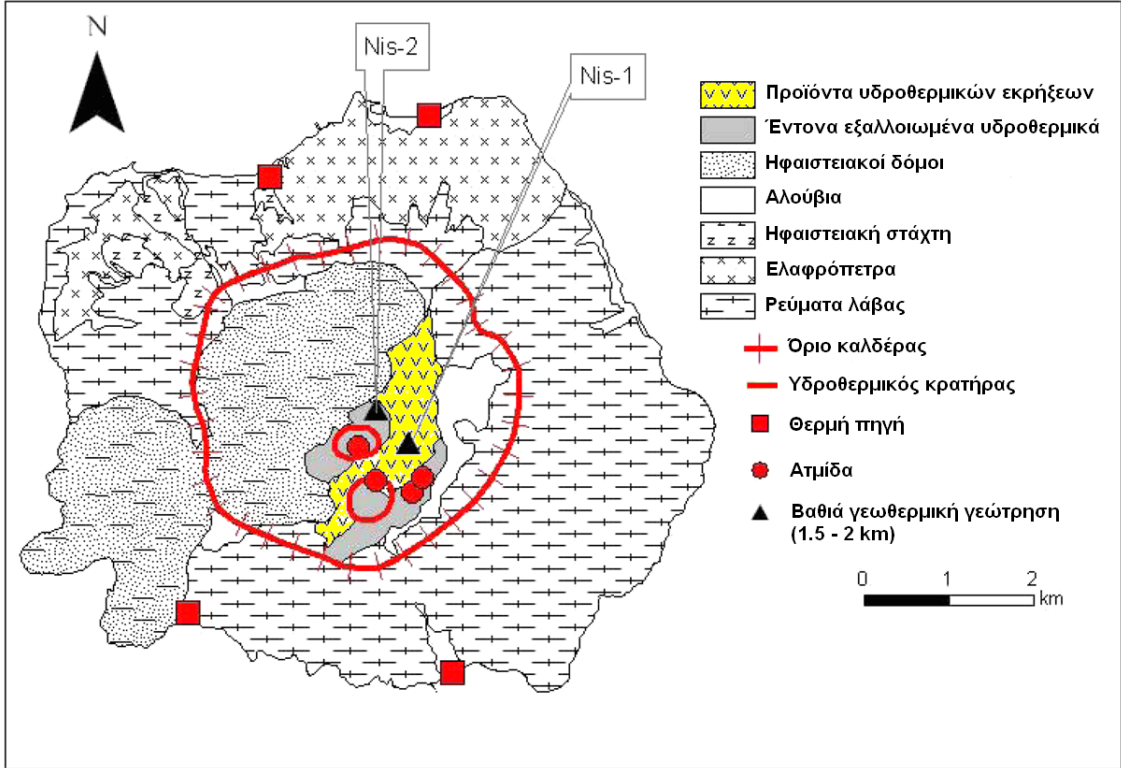 N
Nis-2
Nis-1
Προϊόντα υδροθερμικών εκρήξεων
Έντονα εξαλλοιωμένα υδροθερμικά
Ηφαιστειακοί δόμοι
Αλούβια
Ηφαιστειακή στάχτη
Ελαφρόπετρα
Ρεύματα λάβας
Όριο καλδέρας
Υδροθερμικός κρατήρας
Θερμή πηγή
Ατμίδα
Βαθιά γεωθερμική γεώτρηση
(1.5 - 2 km)
0 1 2
km